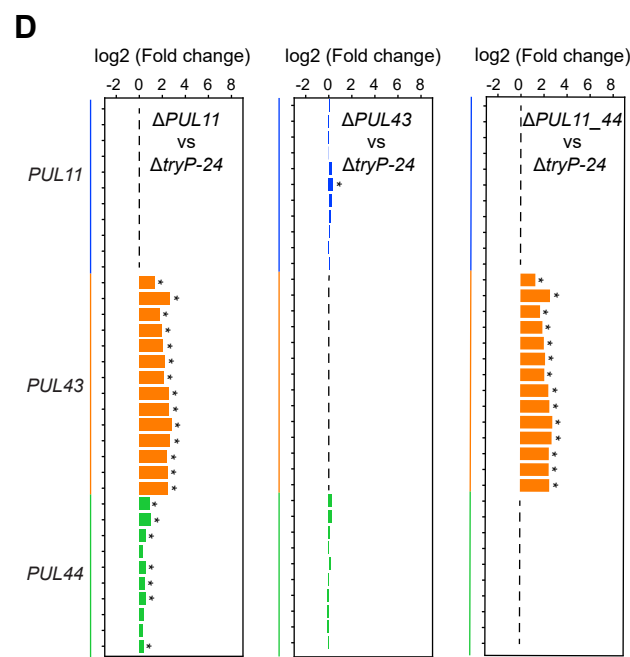 D
log2 (Fold change) log2 (Fold change) log2 (Fold change)
-2 0 2 4 6 8 -2 0 2 4 6 8 -2 0 2 4 6 8
ΔPUL11 ΔPUL43 ΔPUL11_44
vs vs vs
ΔtryP-24 ΔtryP-24 ΔtryP-24
PUL11
PUL43
PUL44